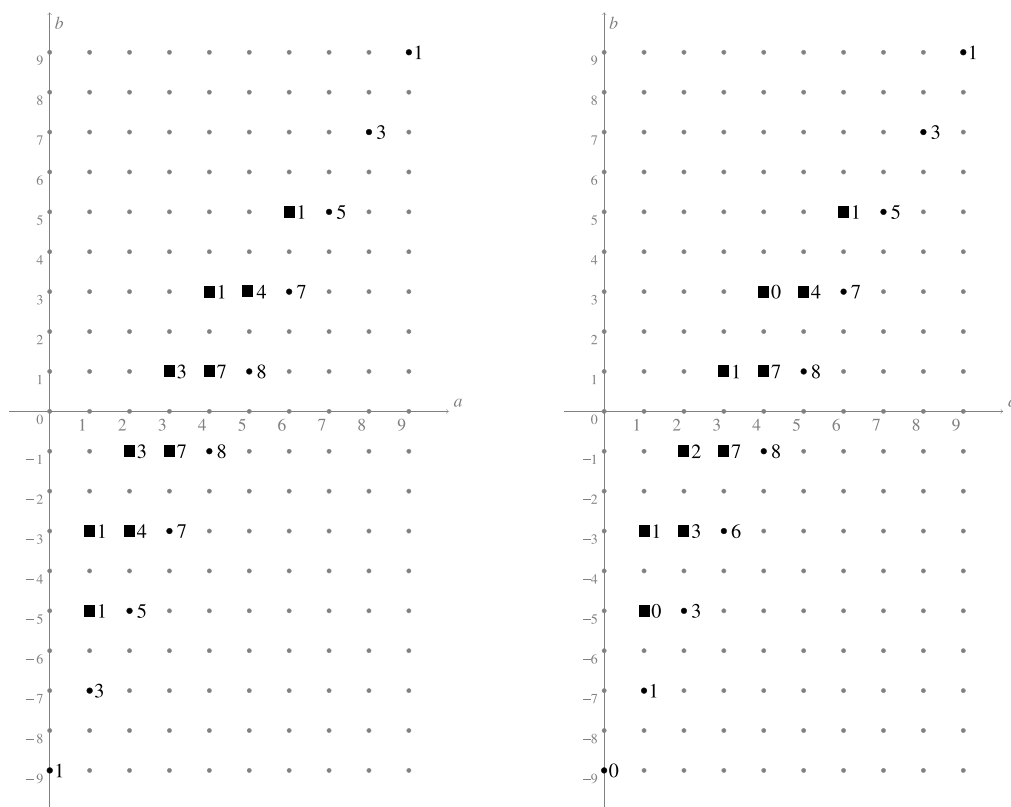 b b
9 1 9 1
8 8
7 3 7 3
6 6
5 1 5 5 1 5
4 4
3 1 4 7 3 0 4 7
2 2
1 3 7 8 1 1 7 8
a a
0 1 2 3 4 5 6 7 8 9 0 1 2 3 4 5 6 7 8 9
−1 3 7 8 −1 2 7 8
−2 −2
−3 1 4 7 −3 1 3 6
−4 −4
−5 1 5 −5 0 3
−6 −6
−7 3 −7 1
−8 −8
−9 1 −9 0